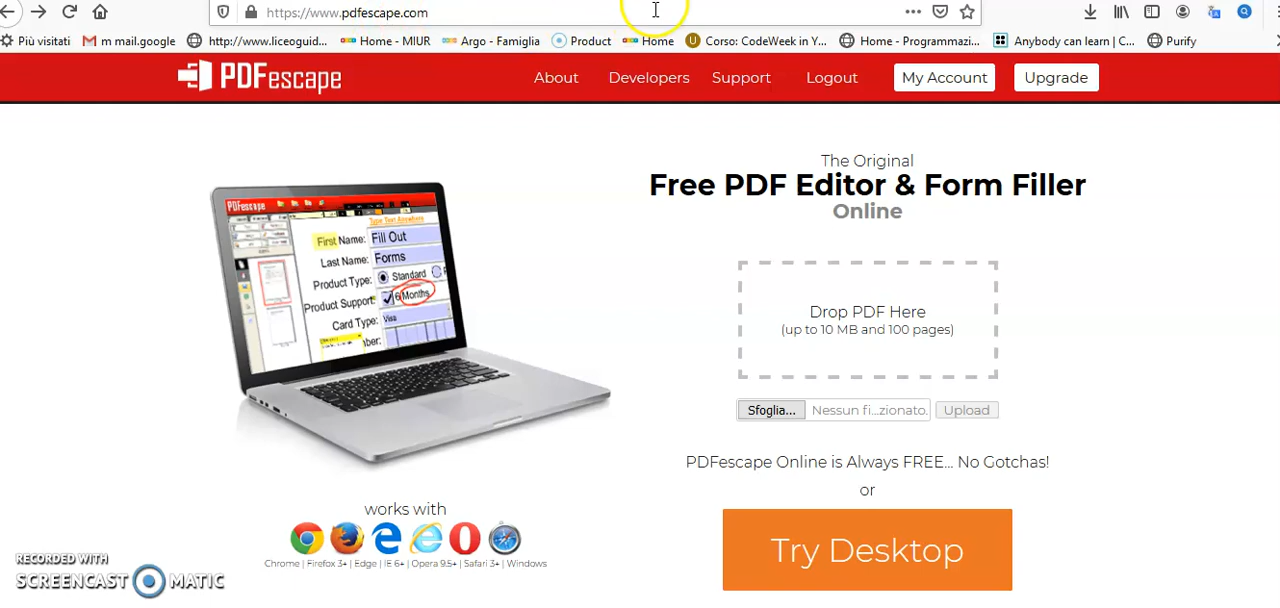 https://www.pdfescape.com
Più visitati
m mail.google
http://www.liceoguid...
Home - MIUR
Argo - Famiglia
Product
Home
U
Corso: CodeWeek in Y...
Home - Programmazi...
Anybody can learn | C...
Purify
PDFescape
About
Developers
Support
Logout
My Account
Upgrade
The Original
Free PDF Editor & Form Filler
Online
PDFescape
Type Text Anywhere
First Name: Fill Out
Last Name: Forms
Product Type: Standard
Product Support: 6 Months
Card Type: Visa
Drop PDF Here
(up to 10 MB and 100 pages)
Sfoglia...
Nessun fi...zionato.
Upload
PDFescape Online is Always FREE... No Gotchas!
or
Try Desktop
works with
Chrome | Firefox 3+ | Edge | IE 6+ | Opera 9.5+ | Safari 3+ | Windows
RECORDED WITH
SCREENCAST MATIC